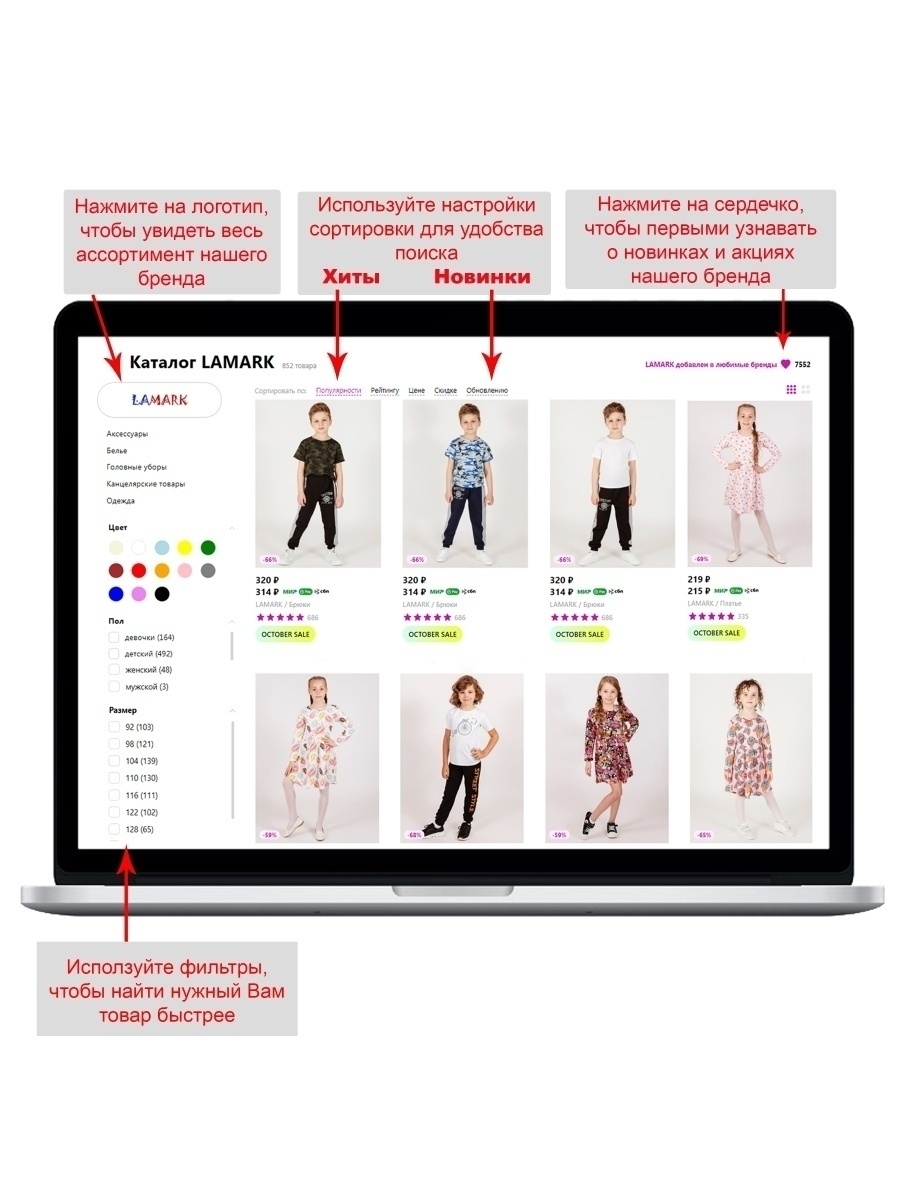 Нажмите на логотип,
чтобы увидеть весь
ассортимент нашего
бренда
Используйте настройки
сортировки для удобства
поиска
Хиты Новинки
Нажмите на сердечко,
чтобы первыми узнавать
о новинках и акциях
нашего бренда
Каталог LAMARK 852 товара
LAMARK добавлен в любимые бренды 7552
LAMARK
Сортировать по: Популярности Рейтингу Цене Скидке Обновлению
Аксессуары
Белье
Головные уборы
Канцелярские товары
Одежда
Цвет
Пол
девочки (164)
детский (492)
женский (48)
мужской (3)
Размер
92 (103)
98 (121)
104 (139)
110 (130)
116 (111)
122 (102)
128 (65)
-66%
320 ₽
314 ₽ МИР Pay сбп
LAMARK / Брюки
686
OCTOBER SALE
-66%
320 ₽
314 ₽ МИР Pay сбп
LAMARK / Брюки
686
OCTOBER SALE
-66%
320 ₽
314 ₽ МИР Pay сбп
LAMARK / Брюки
686
OCTOBER SALE
-69%
219 ₽
215 ₽ МИР Pay сбп
LAMARK / Платье
335
OCTOBER SALE
-59%
-68%
STREET STYLE
-59%
-65%
Исползуйте фильтры,
чтобы найти нужный Вам
товар быстрее